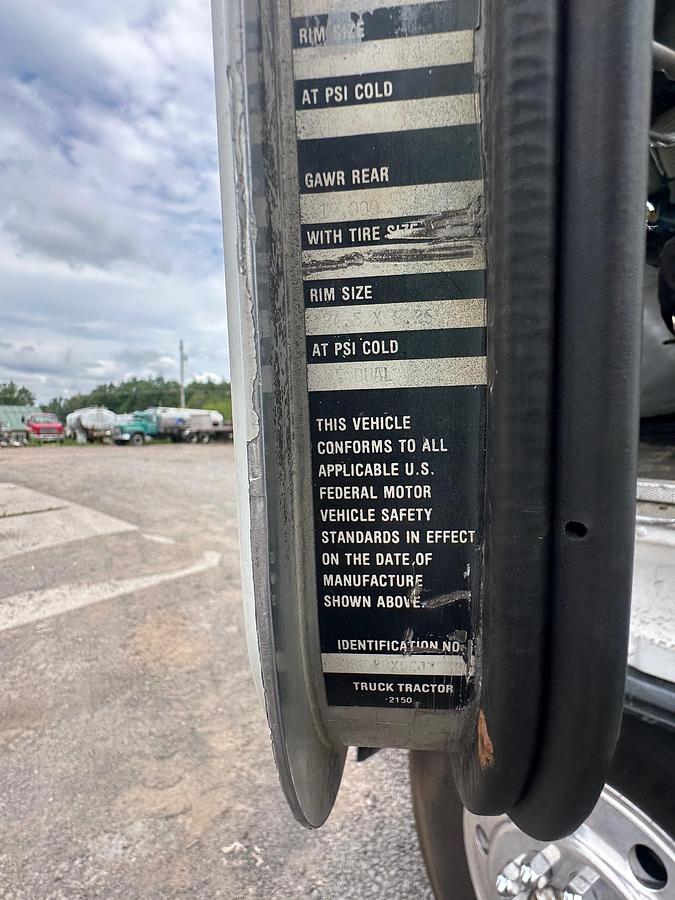 RIM SIZE
AT PSI COLD
GAWR REAR
WITH TIRE SIZE
RIM SIZE
AT PSI COLD
DUAL
THIS VEHICLE
CONFORMS TO ALL
APPLICABLE U.S.
FEDERAL MOTOR
VEHICLE SAFETY
STANDARDS IN EFFECT
ON THE DATE OF
MANUFACTURE
SHOWN ABOVE.
IDENTIFICATION NO.
TRUCK TRACTOR
-2150